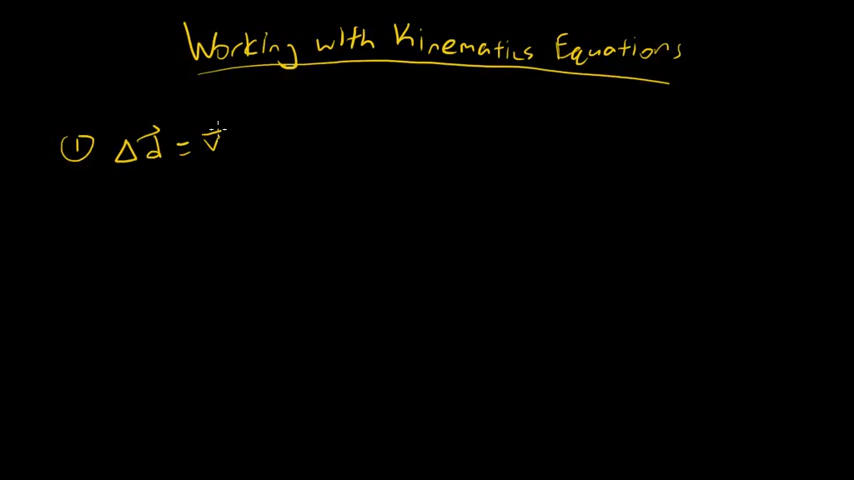 Working with Kinematics Equations
① Δd⃗ = v⃗